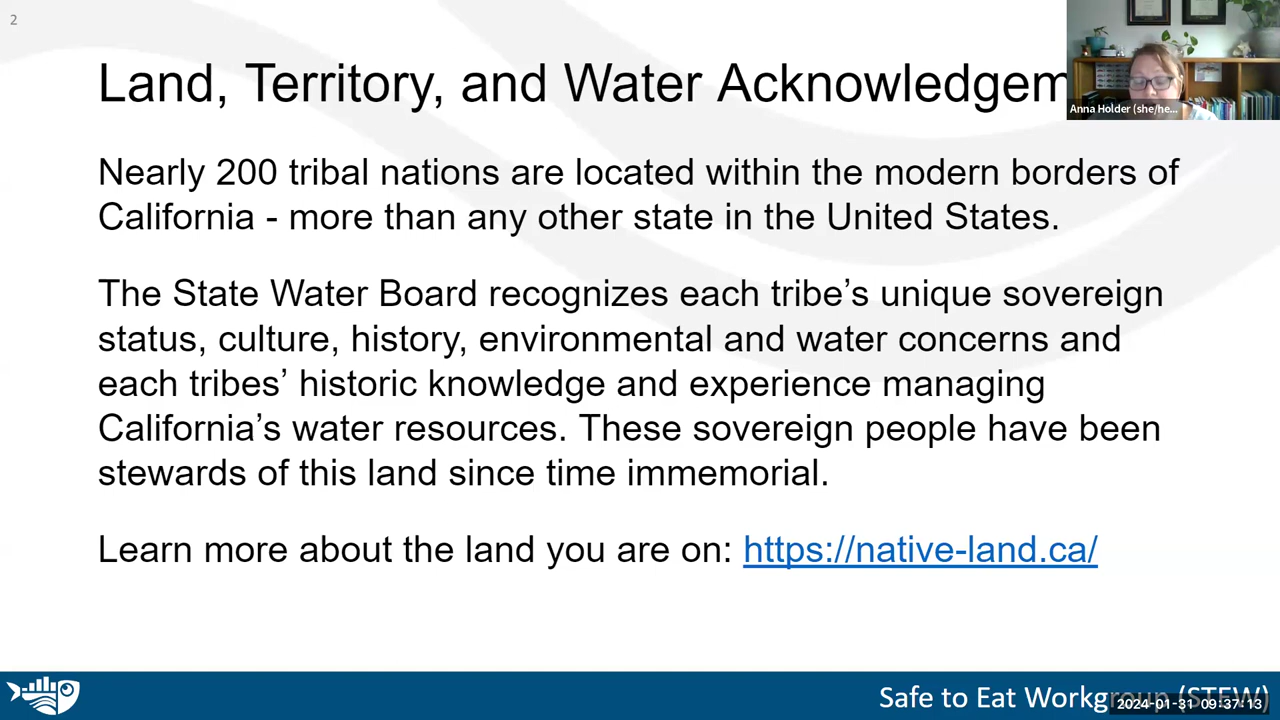 2
Land, Territory, and Water Acknowledgem
Anna Holder (she/he...
Nearly 200 tribal nations are located within the modern borders of
California - more than any other state in the United States.
The State Water Board recognizes each tribe’s unique sovereign
status, culture, history, environmental and water concerns and
each tribes’ historic knowledge and experience managing
California’s water resources. These sovereign people have been
stewards of this land since time immemorial.
Learn more about the land you are on: https://native-land.ca/
Safe to Eat Workgroup (STEW)
2024-01-31 09:37:13